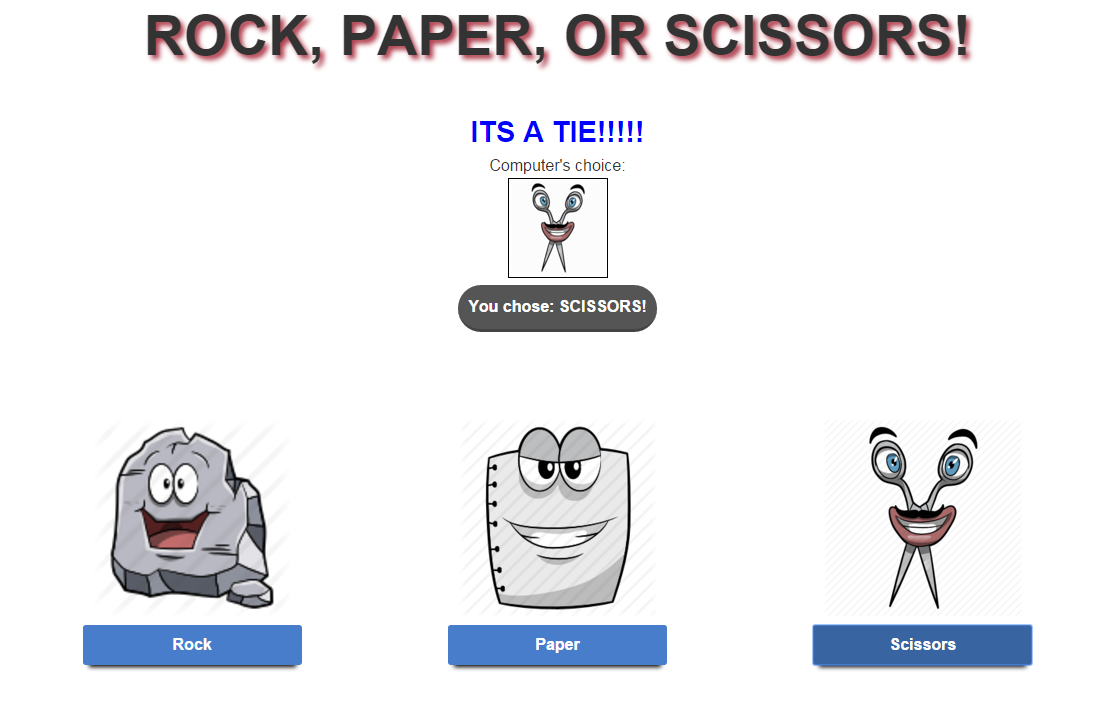 ROCK, PAPER, OR SCISSORS!
ITS A TIE!!!!!
Computer's choice:
You chose: SCISSORS!
Rock
Paper
Scissors